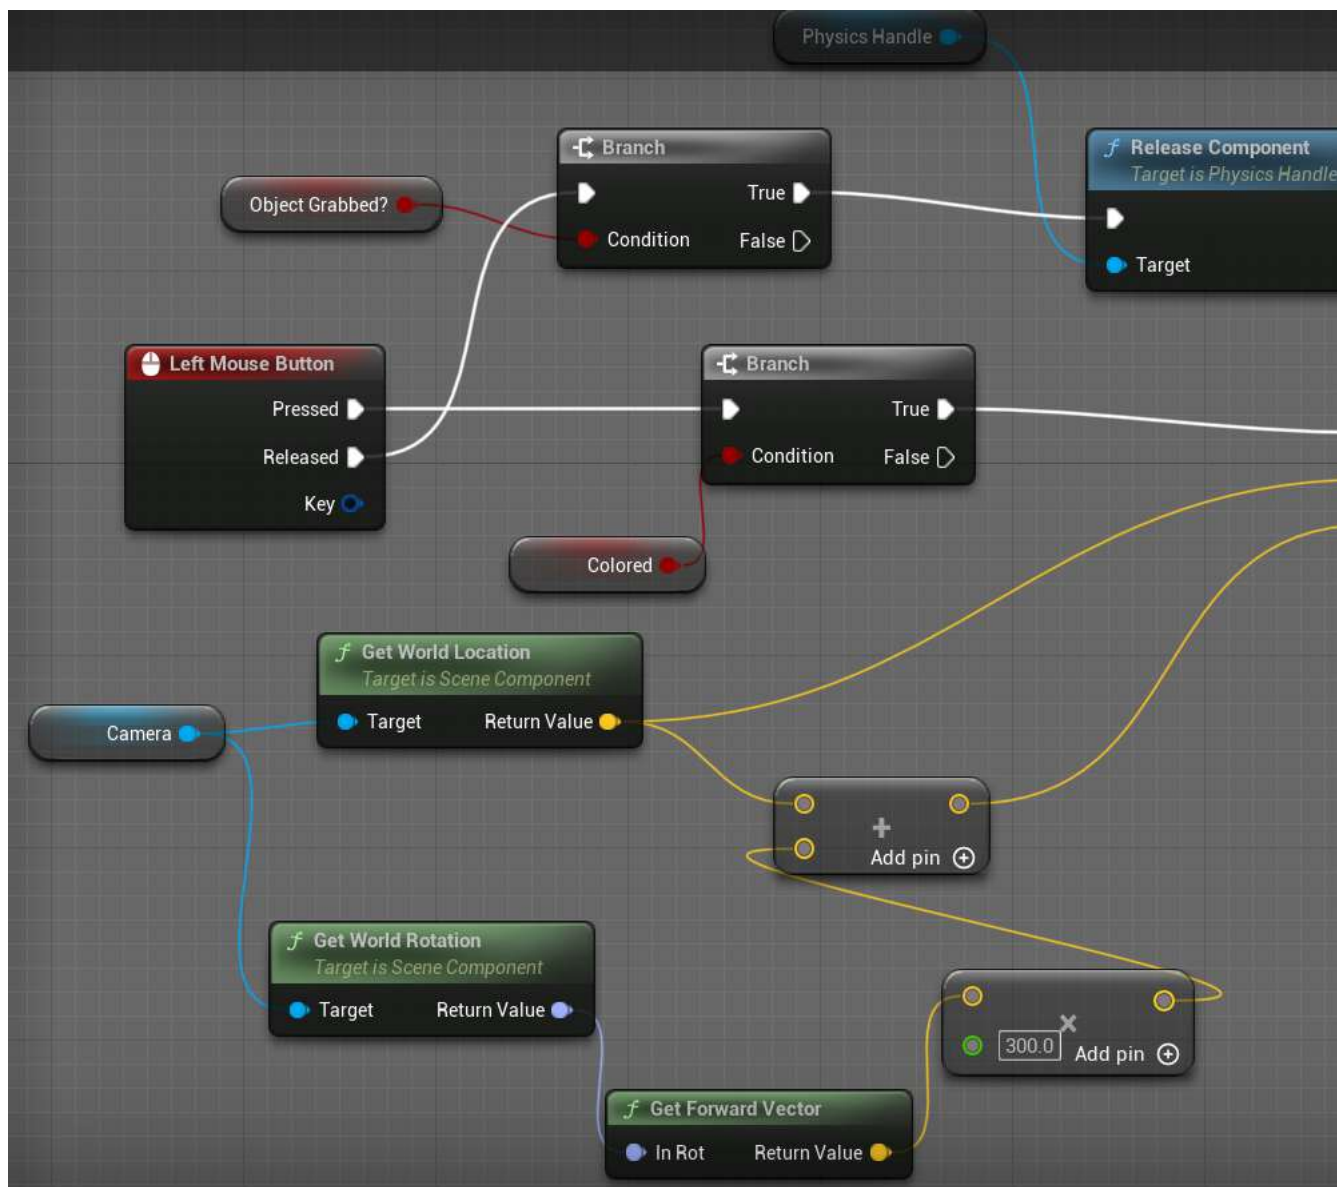 Physics Handle
Branch
Release Component
Target is Physics Handle
Object Grabbed?
True
Condition
False
Target
Left Mouse Button
Branch
Pressed
True
Released
Condition
False
Key
Colored
Get World Location
Target is Scene Component
Camera
Target
Return Value
+
Add pin
Get World Rotation
Target is Scene Component
Target
Return Value
×
300.0
Add pin
Get Forward Vector
In Rot
Return Value